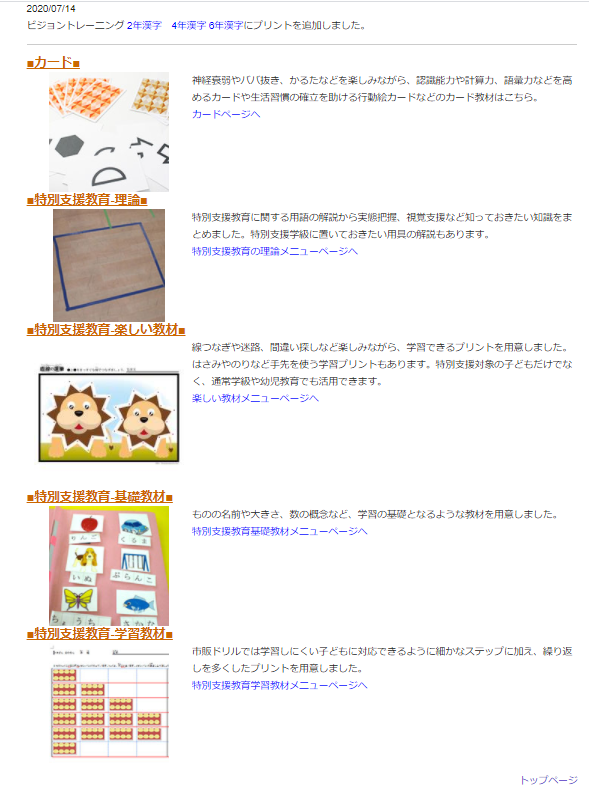 2020/07/14
ビジョントレーニング 2年漢字　4年漢字 6年漢字にプリントを追加しました。
■カード■
神経衰弱やババ抜き、かるたなどを楽しみながら、認識能力や計算力、語彙力などを高
めるカードや生活習慣の確立を助ける行動絵カードなどのカード教材はこちら。
カードページへ
■特別支援教育-理論■
特別支援教育に関する用語の解説から実態把握、視覚支援など知っておきたい知識をま
とめました。特別支援学級に置いておきたい用具の解説もあります。
特別支援教育の理論メニューページへ
■特別支援教育-楽しい教材■
線つなぎや迷路、間違い探しなど楽しみながら、学習できるプリントを用意しました。
はさみやのりなど手先を使う学習プリントもあります。特別支援対象の子どもだけでな
く、通常学級や幼児教育でも活用できます。
楽しい教材メニューページへ
■特別支援教育-基礎教材■
ものの名前や大きさ、数の概念など、学習の基礎となるような教材を用意しました。
特別支援教育基礎教材メニューページへ
りんご
くるま
いぬ
ぶらんこ
さかな
■特別支援教育-学習教材■
市販ドリルでは学習しにくい子どもに対応できるように細かなステップに加え、繰り返
しを多くしたプリントを用意しました。
特別支援教育学習教材メニューページへ
トップページ